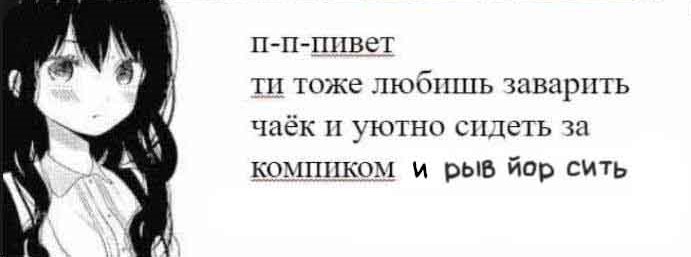 п-п-пивет
ти тоже любишь заварить
чаёк и уютно сидеть за
компиком и рыв йор сить